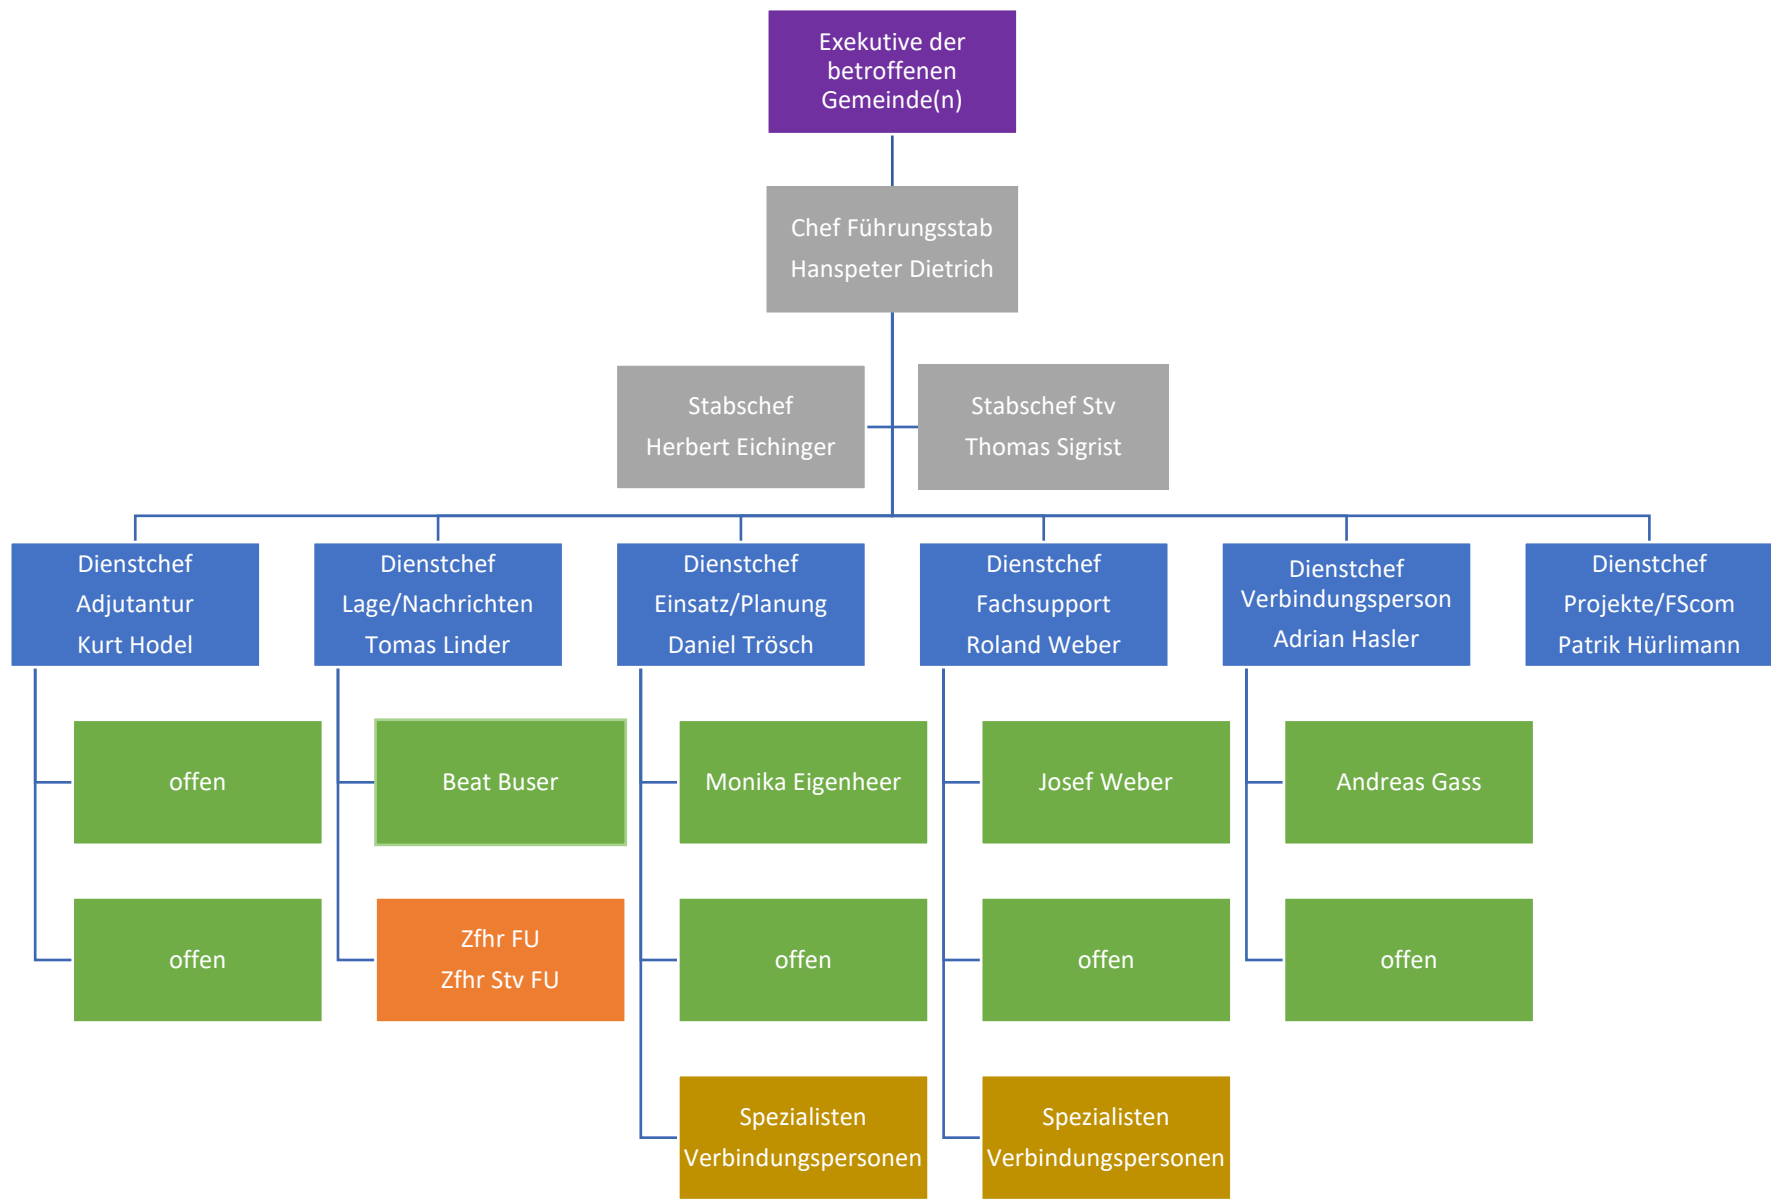 Exekutive der
betroffenen
Gemeinde(n)
Chef Führungsstab
Hanspeter Dietrich
Stabschef
Herbert Eichinger
Stabschef Stv
Thomas Sigrist
Dienstchef
Adjutantur
Kurt Hodel
Dienstchef
Lage/Nachrichten
Tomas Linder
Dienstchef
Einsatz/Planung
Daniel Trösch
Dienstchef
Fachsupport
Roland Weber
Dienstchef
Verbindungsperson
Adrian Hasler
Dienstchef
Projekte/FScom
Patrik Hürlimann
offen
Beat Buser
Monika Eigenheer
Josef Weber
Andreas Gass
offen
Zfhr FU
Zfhr Stv FU
offen
offen
offen
Spezialisten
Verbindungspersonen
Spezialisten
Verbindungspersonen